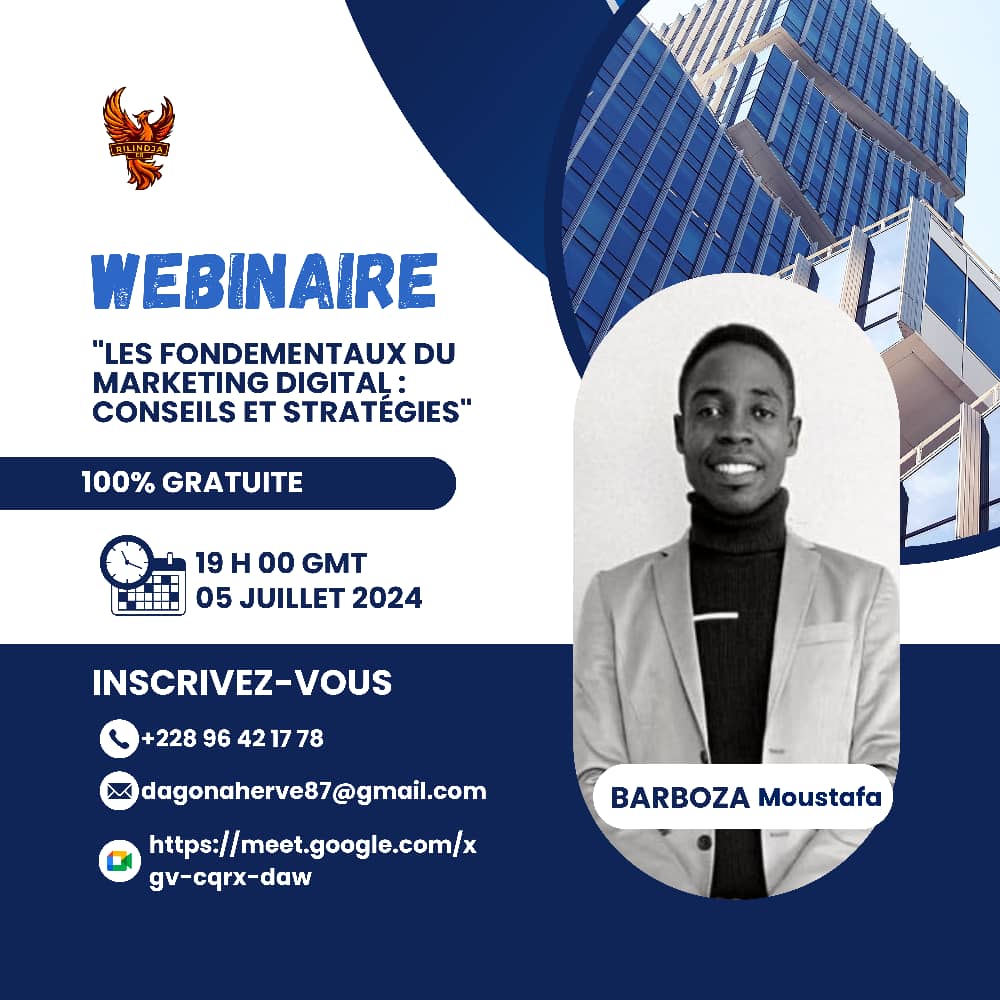 RILINDJA
WEBINAIRE
"LES FONDEMENTAUX DU
MARKETING DIGITAL :
CONSEILS ET STRATÉGIES"
100% GRATUITE
19 H 00 GMT
05 JUILLET 2024
INSCRIVEZ-VOUS
+228 96 42 17 78
dagonaherve87@gmail.com
https://meet.google.com/x
gv-cqrx-daw
BARBOZA Moustafa